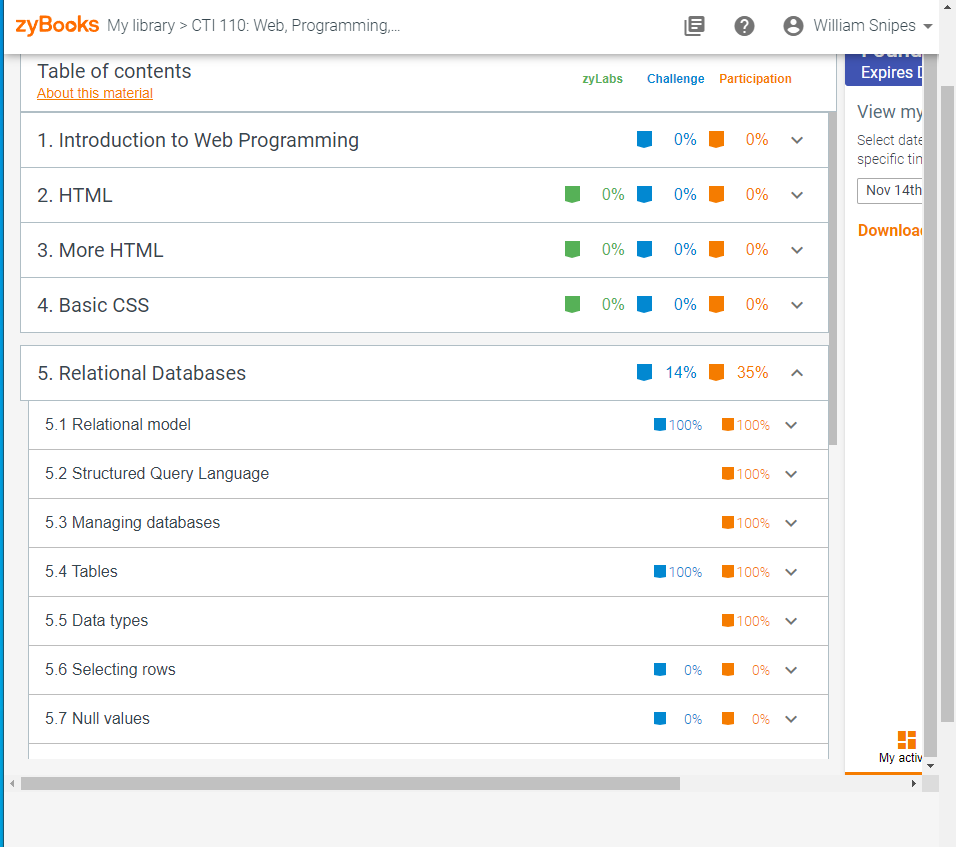 zyBooks My library > CTI 110: Web, Programming,... William Snipes
Table of contents zyLabs Challenge Participation
About this material
Expires
View my
Select date
specific
Nov 14th
1. Introduction to Web Programming 0% 0%
2. HTML 0% 0% 0%
3. More HTML 0% 0% 0%
4. Basic CSS 0% 0% 0%
5. Relational Databases 14% 35%
5.1 Relational model 100% 100%
5.2 Structured Query Language 100%
5.3 Managing databases 100%
5.4 Tables 100% 100%
5.5 Data types 100%
5.6 Selecting rows 0% 0%
5.7 Null values 0% 0%
My activ